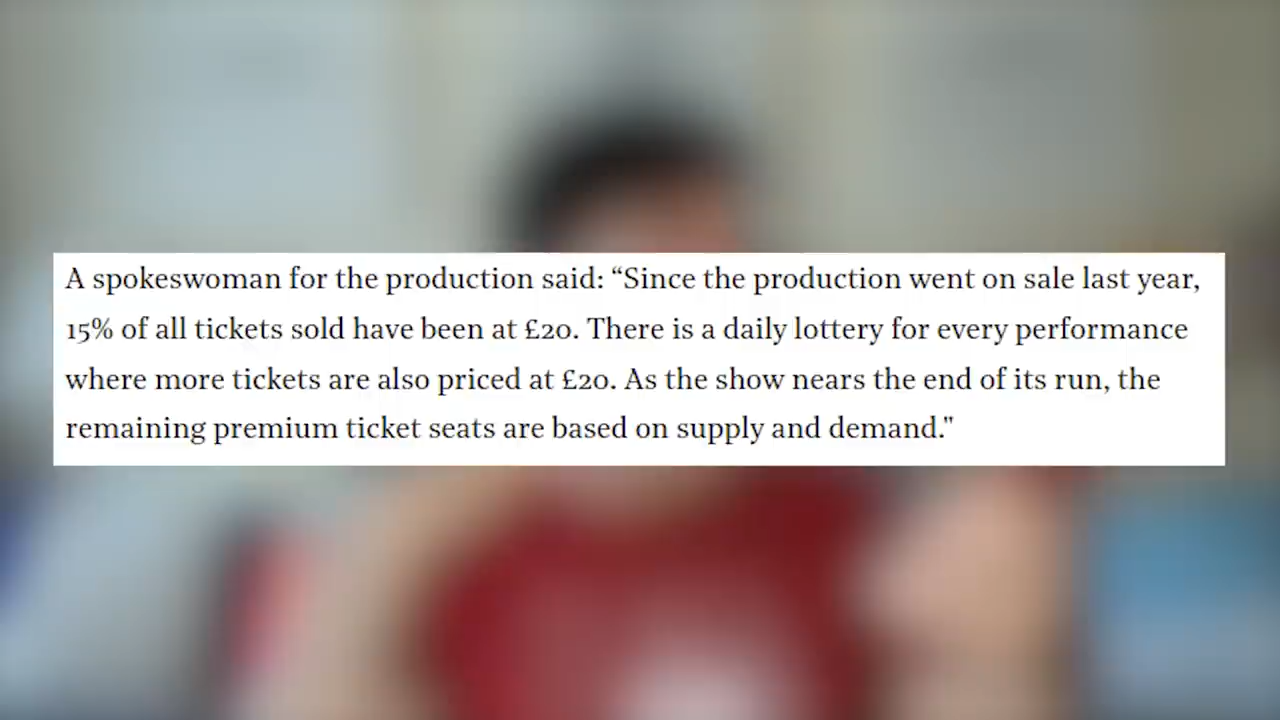 A spokeswoman for the production said: “Since the production went on sale last year,
15% of all tickets sold have been at £20. There is a daily lottery for every performance
where more tickets are also priced at £20. As the show nears the end of its run, the
remaining premium ticket seats are based on supply and demand."